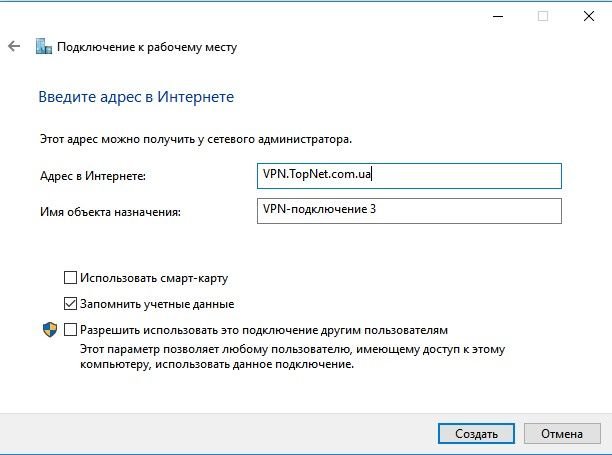 Подключение к рабочему месту
Введите адрес в Интернете
Этот адрес можно получить у сетевого администратора.
Адрес в Интернете: VPN.TopNet.com.ua
Имя объекта назначения: VPN-подключение 3
Использовать смарт-карту
Запомнить учетные данные
Разрешить использовать это подключение другим пользователям
Этот параметр позволяет любому пользователю, имеющему доступ к этому
компьютеру, использовать данное подключение.
Создать Отмена